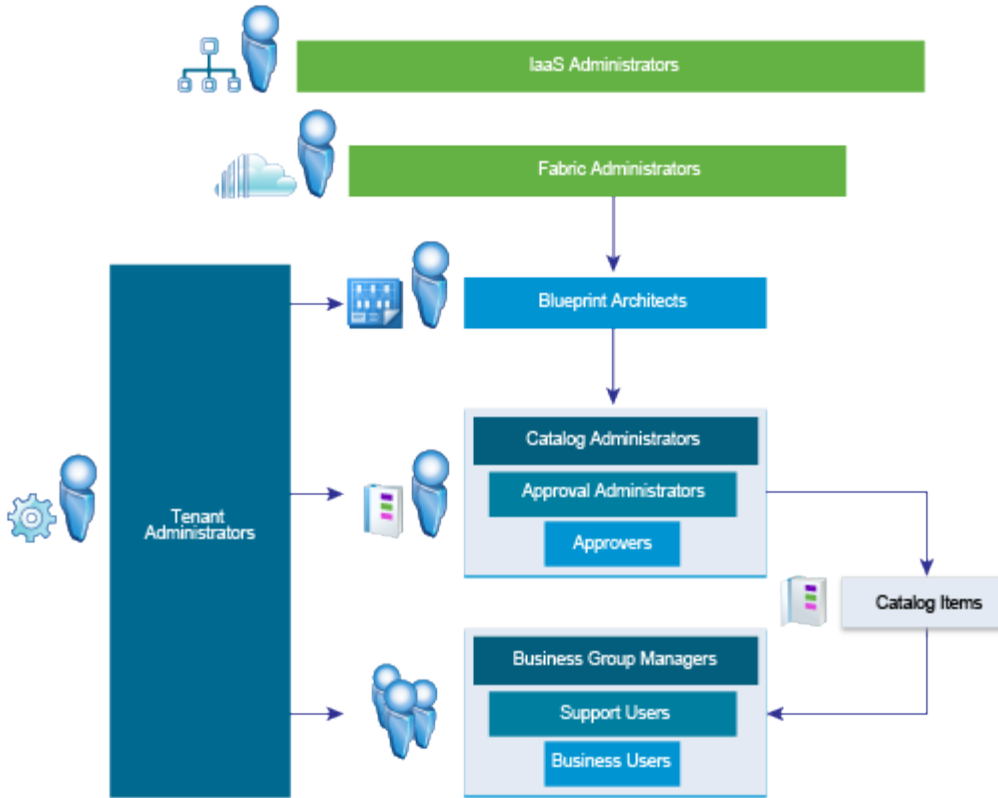 IaaS Administrators
Fabric Administrators
Blueprint Architects
Catalog Administrators
Approval Administrators
Approvers
Tenant
Administrators
Catalog Items
Business Group Managers
Support Users
Business Users